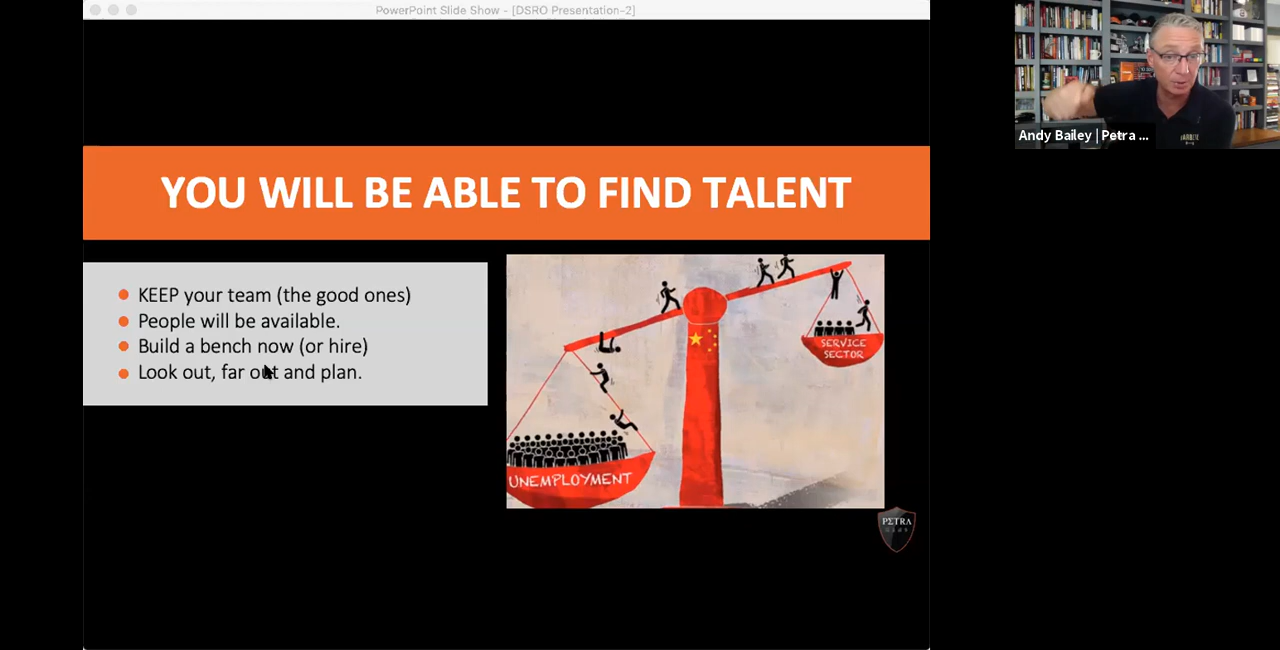 PowerPoint Slide Show - [DSRO Presentation-2]
Andy Bailey | Petra ...
YOU WILL BE ABLE TO FIND TALENT
KEEP your team (the good ones)
People will be available.
Build a bench now (or hire)
Look out, far out and plan.
SERVICE
SECTOR
UNEMPLOYMENT
PETRA